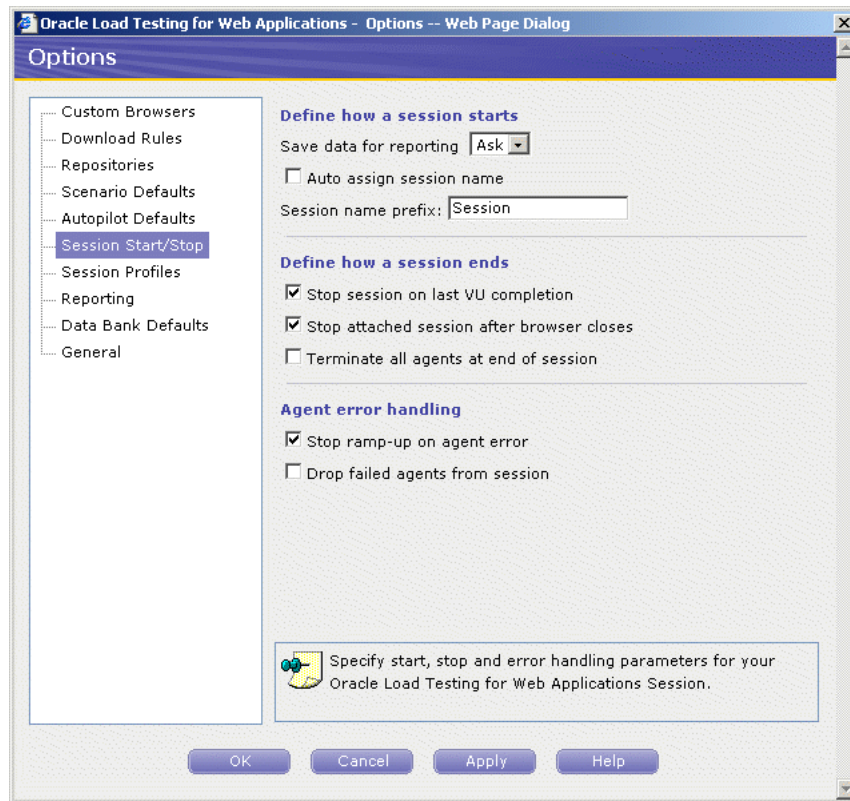 Oracle Load Testing for Web Applications - Options -- Web Page Dialog
Options
Custom Browsers
Download Rules
Repositories
Scenario Defaults
Autopilot Defaults
Session Start/Stop
Session Profiles
Reporting
Data Bank Defaults
General
Define how a session starts
Save data for reporting Ask
Auto assign session name
Session name prefix: Session
Define how a session ends
Stop session on last VU completion
Stop attached session after browser closes
Terminate all agents at end of session
Agent error handling
Stop ramp-up on agent error
Drop failed agents from session
Specify start, stop and error handling parameters for your
Oracle Load Testing for Web Applications Session.
OK Cancel Apply Help